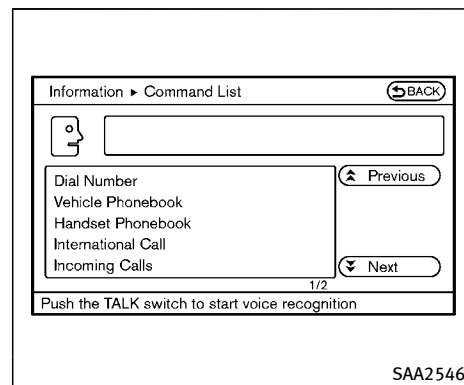 Information ▸ Command List BACK
Dial Number
Previous
Vehicle Phonebook
Handset Phonebook
International Call
Incoming Calls
Next
1/2
Push the TALK switch to start voice recognition
SAA2546